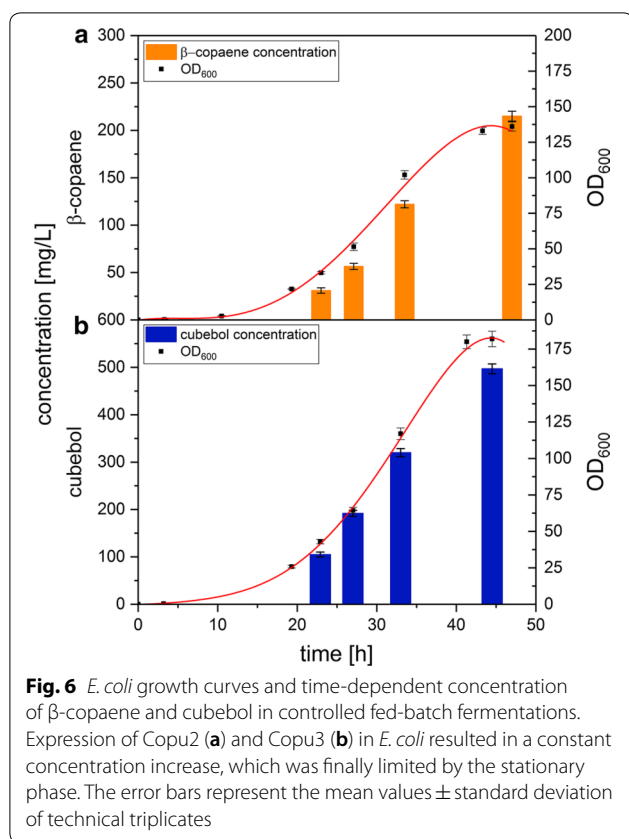 a
β–copaene concentration
OD600
300
250
200
150
100
50
600
200
175
150
125
100
75
50
25
0
β-copaene
OD600
concentration [mg/L]
b
cubebol concentration
OD600
500
400
300
200
100
0
175
150
125
100
75
50
25
0
cubebol
OD600
0 10 20 30 40 50
time [h]
Fig. 6 E. coli growth curves and time-dependent concentration
of β-copaene and cubebol in controlled fed-batch fermentations.
Expression of Copu2 (a) and Copu3 (b) in E. coli resulted in a constant
concentration increase, which was finally limited by the stationary
phase. The error bars represent the mean values ± standard deviation
of technical triplicates